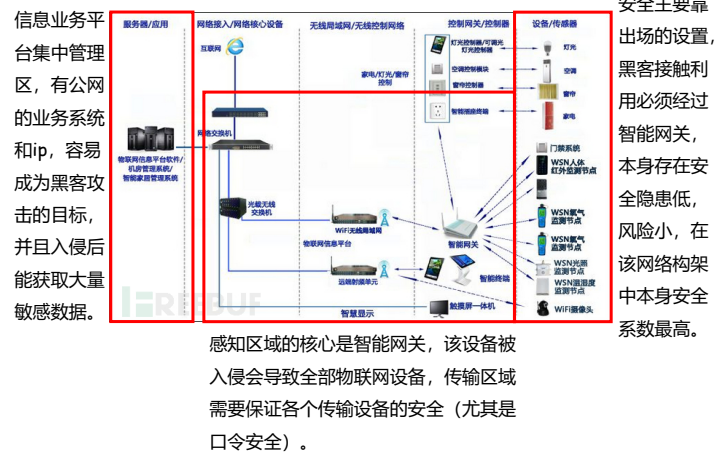 信息业务平
台集中管理
区，有公网
的业务系统
和ip，容易
成为黑客攻
击的目标，
并且入侵后
能获取大量
敏感数据。
服务器/应用
网络接入/网络核心设备
无线局域网/无线控制网络
控制网关/控制器
设备/传感器
互联网
家电/灯光/窗帘
控制
灯光控制器/可调光
灯光控制器
空调控制模块
窗帘控制器
智能插座终端
灯光
空调
窗帘
家电
网络交换机
物联网信息平台软件/
机房管理系统/
智能家居管理系统
光载无线
交换机
WiFi无线局域网
物联网信息平台
远端射频单元
智能网关
智能终端
触摸屏一体机
智慧显示
门禁系统
WSN人体
红外监测节点
WSN氧气
监测节点
WSN氧气
监测节点
WSN光照
监测节点
WSN温湿度
监测节点
WiFi摄像头
REEBUF
安全主要靠
出场的设置，
黑客接触利
用必须经过
智能网关，
本身存在安
全隐患低，
风险小，在
该网络构架
中本身安全
系数最高。
感知区域的核心是智能网关，该设备被
入侵会导致全部物联网设备，传输区域
需要保证各个传输设备的安全（尤其是
口令安全）。